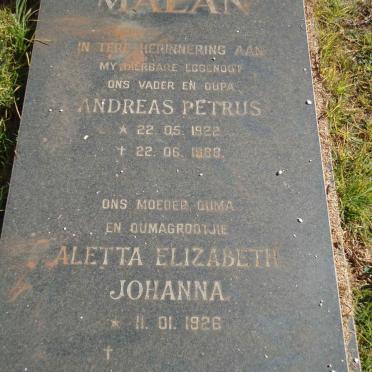 MALAN
IN TERE HERINNERING AAN
MY DIERBARE EGGENOOT
ONS VADER EN OUPA
ANDREAS PETRUS
* 22.05.1922
† 22.06.1988.
ONS MOEDER, OUMA
EN OUMAGROOTJIE
ALETTA ELIZABETH
JOHANNA
* 11.01.1926
†